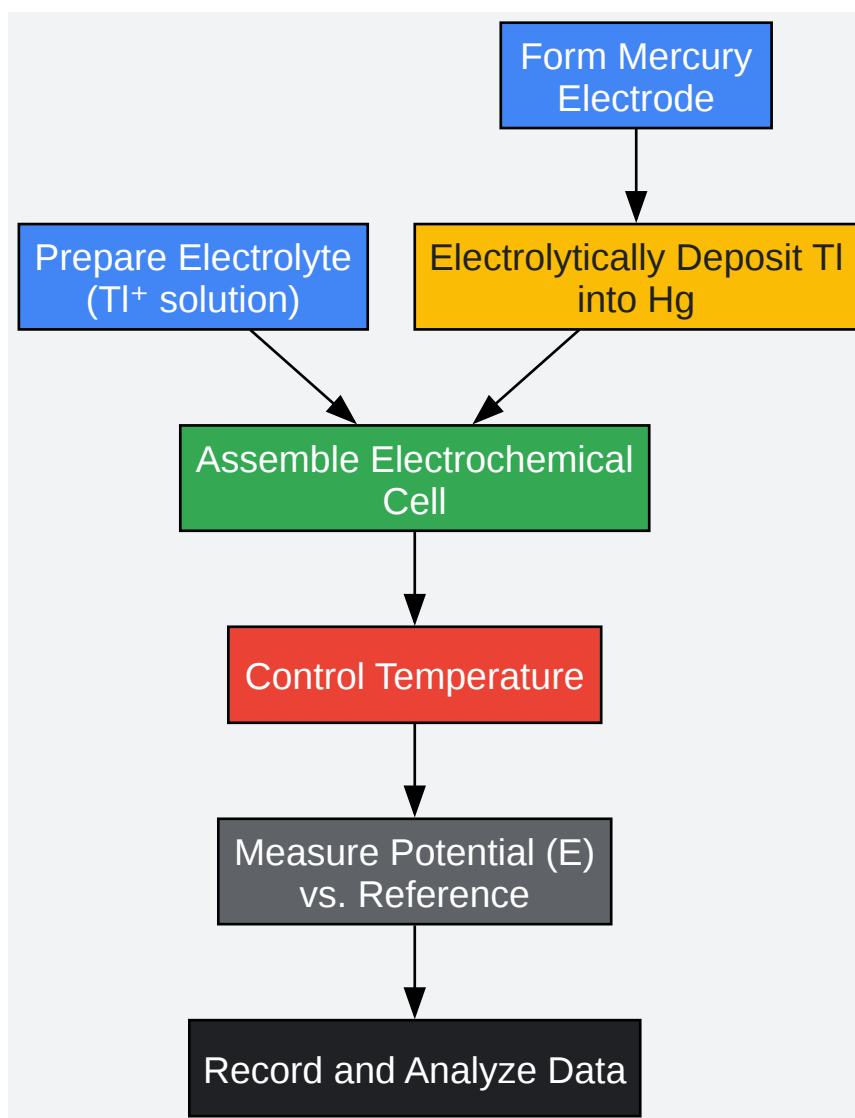 Form Mercury
Electrode
Prepare Electrolyte
(Tl⁺ solution)
Electrolytically Deposit Tl
into Hg
Assemble Electrochemical
Cell
Control Temperature
Measure Potential (E)
vs. Reference
Record and Analyze Data